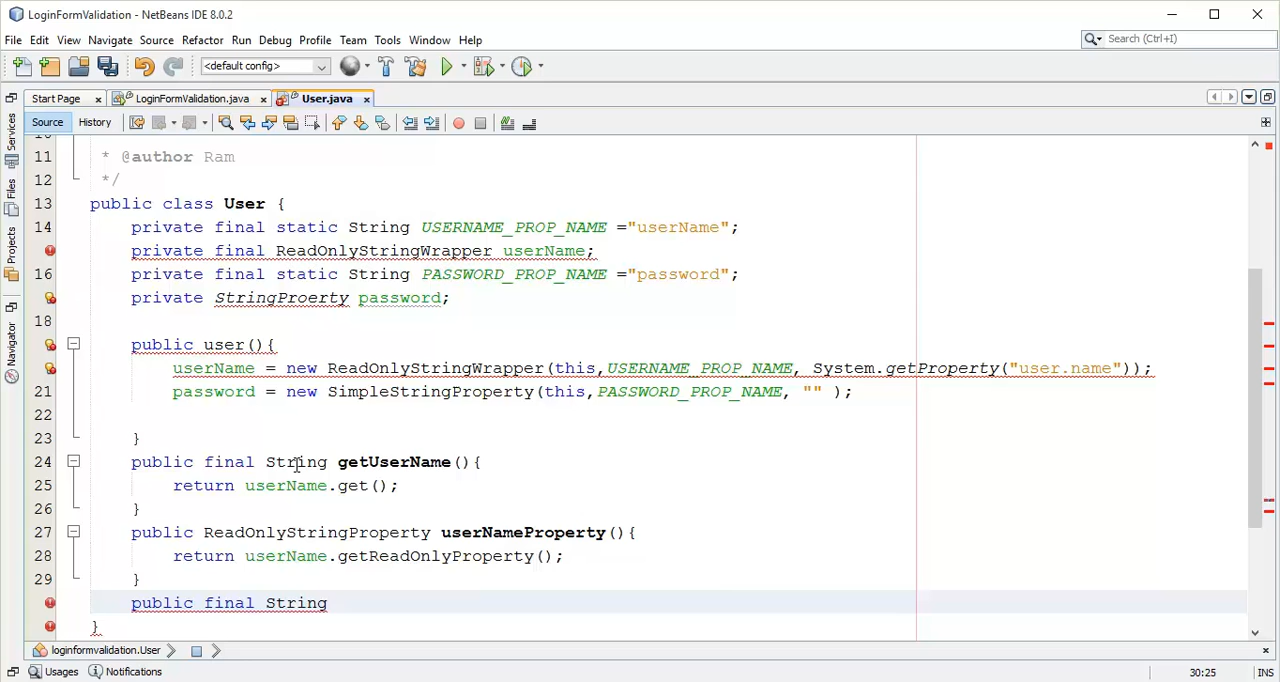 LoginFormValidation - NetBeans IDE 8.0.2
File Edit View Navigate Source Refactor Run Debug Profile Team Tools Window Help
Search (Ctrl+I)
<default config>
Start Page LoginFormValidation.java User.java
Source History
Services
Files
Projects
Navigator
11 * @author Ram
12 */
13 public class User {
14 private final static String USERNAME_PROP_NAME ="userName";
private final ReadOnlyStringWrapper userName;
16 private final static String PASSWORD_PROP_NAME ="password";
private StringProerty password;
18
public user(){
userName = new ReadOnlyStringWrapper(this,USERNAME_PROP_NAME, System.getProperty("user.name"));
21 password = new SimpleStringProperty(this,PASSWORD_PROP_NAME, "" );
22
23 }
24 public final String getUserName(){
25 return userName.get();
26 }
27 public ReadOnlyStringProperty userNameProperty(){
28 return userName.getReadOnlyProperty();
29 }
public final String
}
loginformvalidation.User
Usages Notifications
30:25 INS